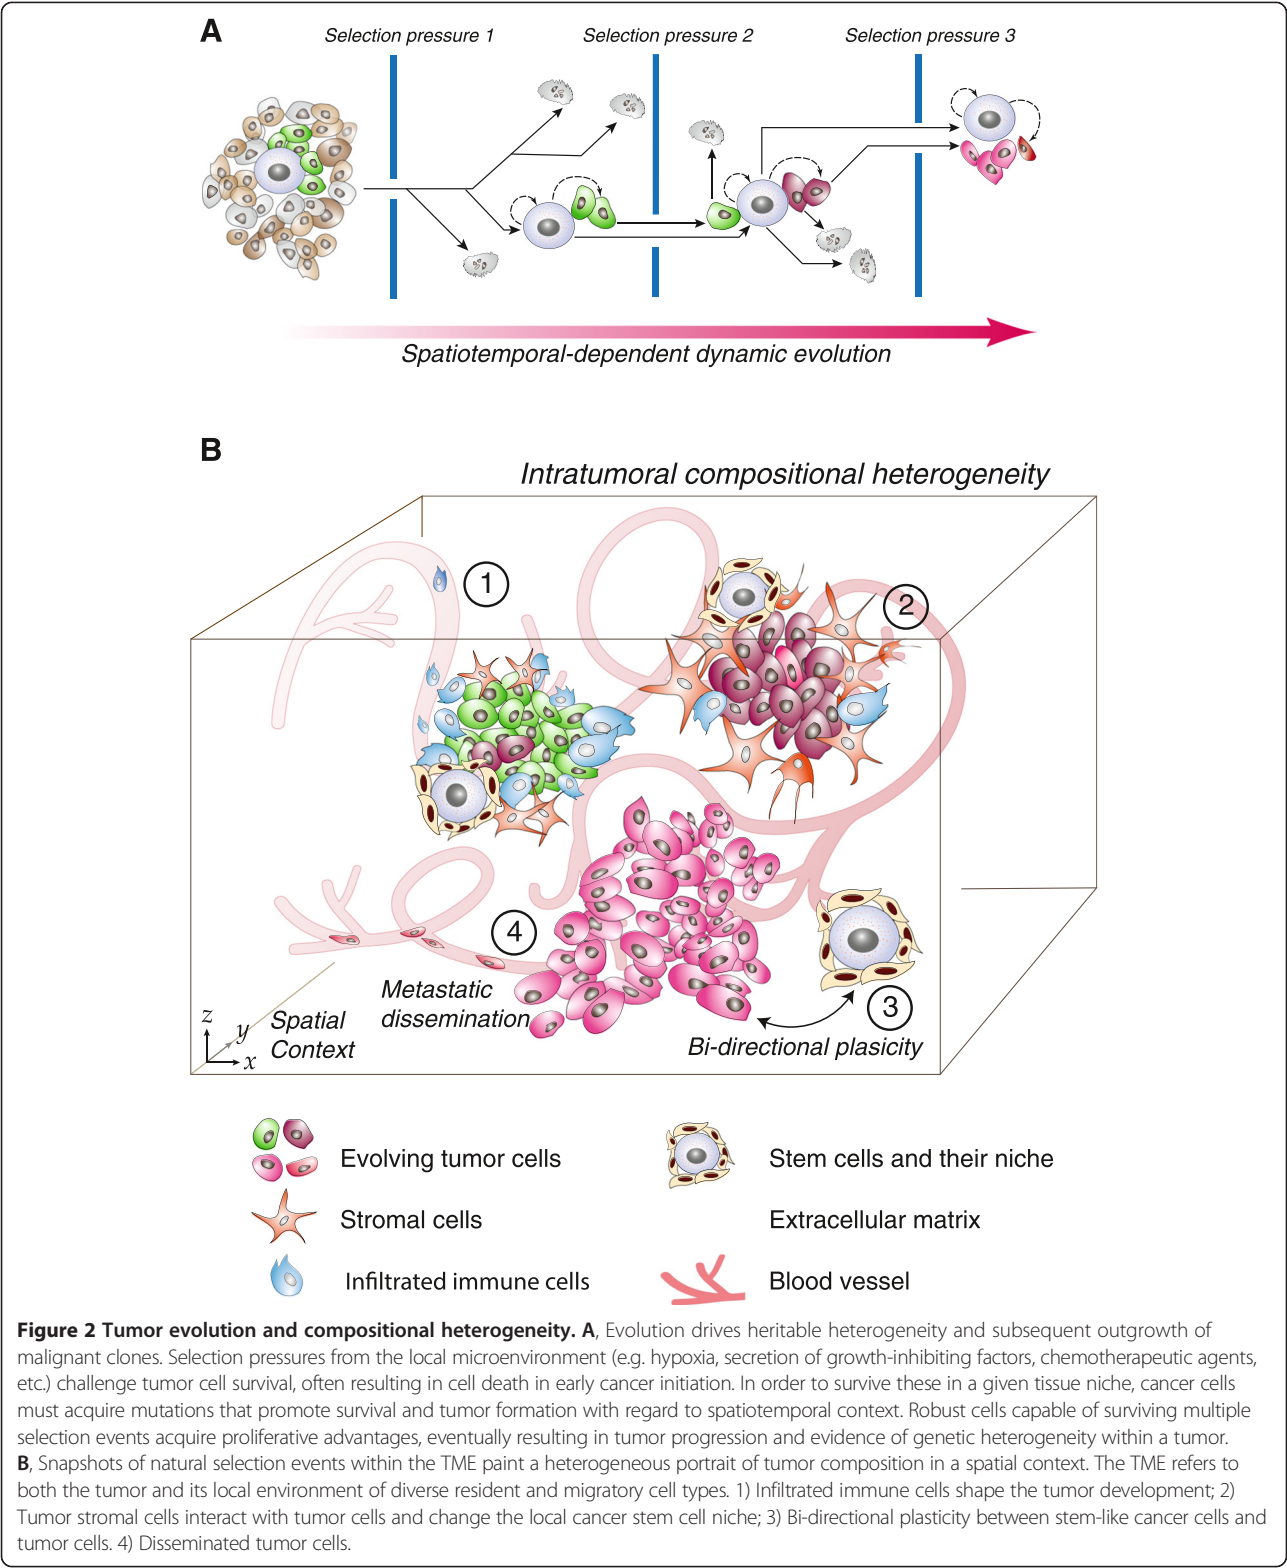 A
Selection pressure 1
Selection pressure 2
Selection pressure 3
Spatiotemporal-dependent dynamic evolution
B
Intratumoral compositional heterogeneity
1
2
4
Metastatic
dissemination
3
Bi-directional plasicity
z
y
x
Spatial
Context
Evolving tumor cells
Stem cells and their niche
Stromal cells
Extracellular matrix
Infiltrated immune cells
Blood vessel
Figure 2 Tumor evolution and compositional heterogeneity. A, Evolution drives heritable heterogeneity and subsequent outgrowth of
malignant clones. Selection pressures from the local microenvironment (e.g. hypoxia, secretion of growth-inhibiting factors, chemotherapeutic agents,
etc.) challenge tumor cell survival, often resulting in cell death in early cancer initiation. In order to survive these in a given tissue niche, cancer cells
must acquire mutations that promote survival and tumor formation with regard to spatiotemporal context. Robust cells capable of surviving multiple
selection events acquire proliferative advantages, eventually resulting in tumor progression and evidence of genetic heterogeneity within a tumor.
B, Snapshots of natural selection events within the TME paint a heterogeneous portrait of tumor composition in a spatial context. The TME refers to
both the tumor and its local environment of diverse resident and migratory cell types. 1) Infiltrated immune cells shape the tumor development; 2)
Tumor stromal cells interact with tumor cells and change the local cancer stem cell niche; 3) Bi-directional plasticity between stem-like cancer cells and
tumor cells. 4) Disseminated tumor cells.